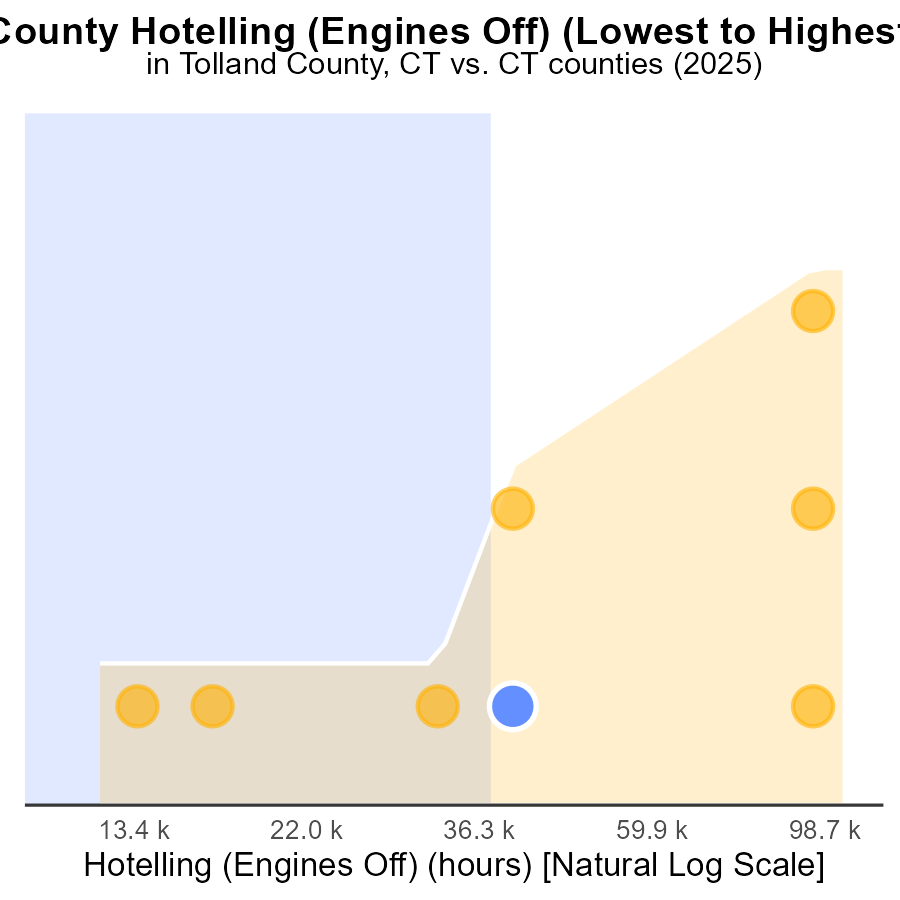 County Hotelling (Engines Off) (Lowest to Highest
in Tolland County, CT vs. CT counties (2025)
13.4 k 22.0 k 36.3 k 59.9 k 98.7 k
Hotelling (Engines Off) (hours) [Natural Log Scale]